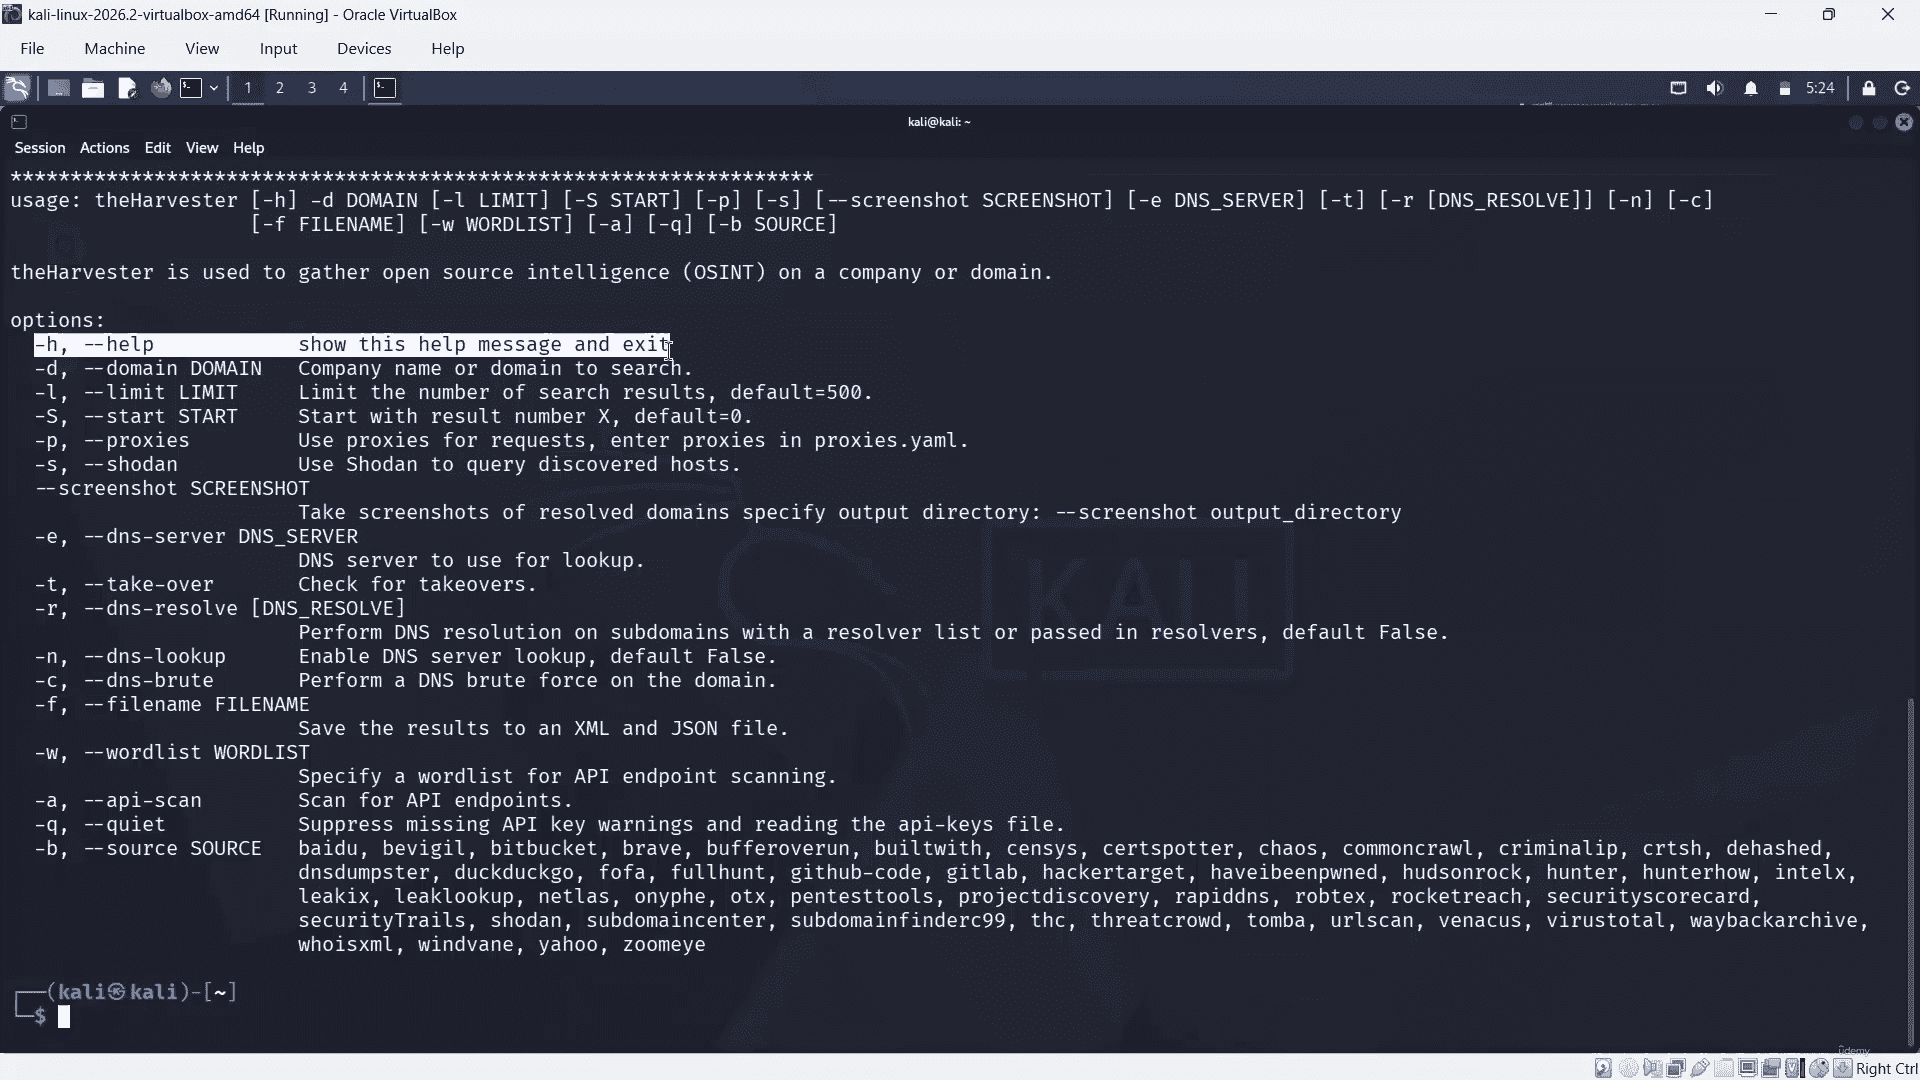 kali-linux-2026.2-virtualbox-amd64 [Running] - Oracle VirtualBox
File Machine View Input Devices Help
1 2 3 4 5:24
kali@kali: ~
Session Actions Edit View Help
*******************************************************************
usage: theHarvester [-h] -d DOMAIN [-l LIMIT] [-S START] [-p] [-s] [--screenshot SCREENSHOT] [-e DNS_SERVER] [-t] [-r [DNS_RESOLVE]] [-n] [-c]
[-f FILENAME] [-w WORDLIST] [-a] [-q] [-b SOURCE]
theHarvester is used to gather open source intelligence (OSINT) on a company or domain.
options:
-h, --help show this help message and exit
-d, --domain DOMAIN Company name or domain to search.
-l, --limit LIMIT Limit the number of search results, default=500.
-S, --start START Start with result number X, default=0.
-p, --proxies Use proxies for requests, enter proxies in proxies.yaml.
-s, --shodan Use Shodan to query discovered hosts.
--screenshot SCREENSHOT
Take screenshots of resolved domains specify output directory: --screenshot output_directory
-e, --dns-server DNS_SERVER
DNS server to use for lookup.
-t, --take-over Check for takeovers.
-r, --dns-resolve [DNS_RESOLVE]
Perform DNS resolution on subdomains with a resolver list or passed in resolvers, default False.
-n, --dns-lookup Enable DNS server lookup, default False.
-c, --dns-brute Perform a DNS brute force on the domain.
-f, --filename FILENAME
Save the results to an XML and JSON file.
-w, --wordlist WORDLIST
Specify a wordlist for API endpoint scanning.
-a, --api-scan Scan for API endpoints.
-q, --quiet Suppress missing API key warnings and reading the api-keys file.
-b, --source SOURCE baidu, bevigil, bitbucket, brave, bufferoverun, builtwith, censys, certspotter, chaos, commoncrawl, criminalip, crtsh, dehashed,
dnsdumpster, duckduckgo, fofa, fullhunt, github-code, gitlab, hackertarget, haveibeenpwned, hudsonrock, hunter, hunterhow, intelx,
leakix, leaklookup, netlas, onyphe, otx, pentesttools, projectdiscovery, rapiddns, robtex, rocketreach, securityscorecard,
securityTrails, shodan, subdomaincenter, subdomainfinderc99, thc, threatcrowd, tomba, urlscan, venacus, virustotal, waybackarchive,
whoisxml, windvane, yahoo, zoomeye
KALI
┌──(kali㉿kali)-[~]
└─$
udemy
Right Ctrl